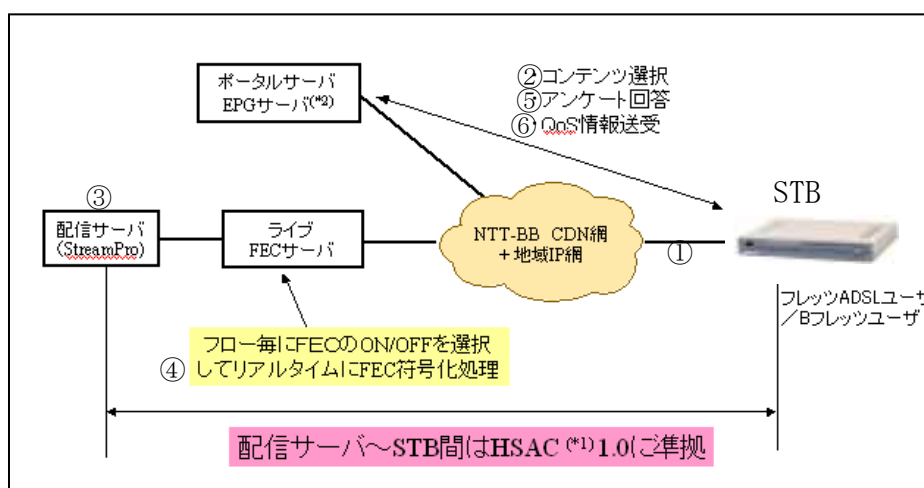 ポータルサーバ
EPGサーバ(*2)
②コンテンツ選択
⑤アンケート回答
⑥QoS情報送受
③
配信サーバ
(StreamPro)
ライブ
FECサーバ
NTT-BB CDN網
+地域IP網
①
STB
フレッツADSLユーザ
/Bフレッツユーザ
④
フロー毎にFECのON/OFFを選択
してリアルタイムにFEC符号化処理
配信サーバ~STB間はHSAC(*1)1.0に準拠